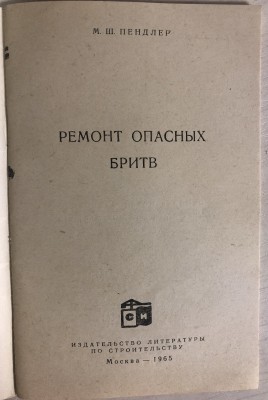 М. Ш. ПЕНДЛЕР
РЕМОНТ ОПАСНЫХ
БРИТВ
СИ
ИЗДАТЕЛЬСТВО ЛИТЕРАТУРЫ
ПО СТРОИТЕЛЬСТВУ
Москва — 1965